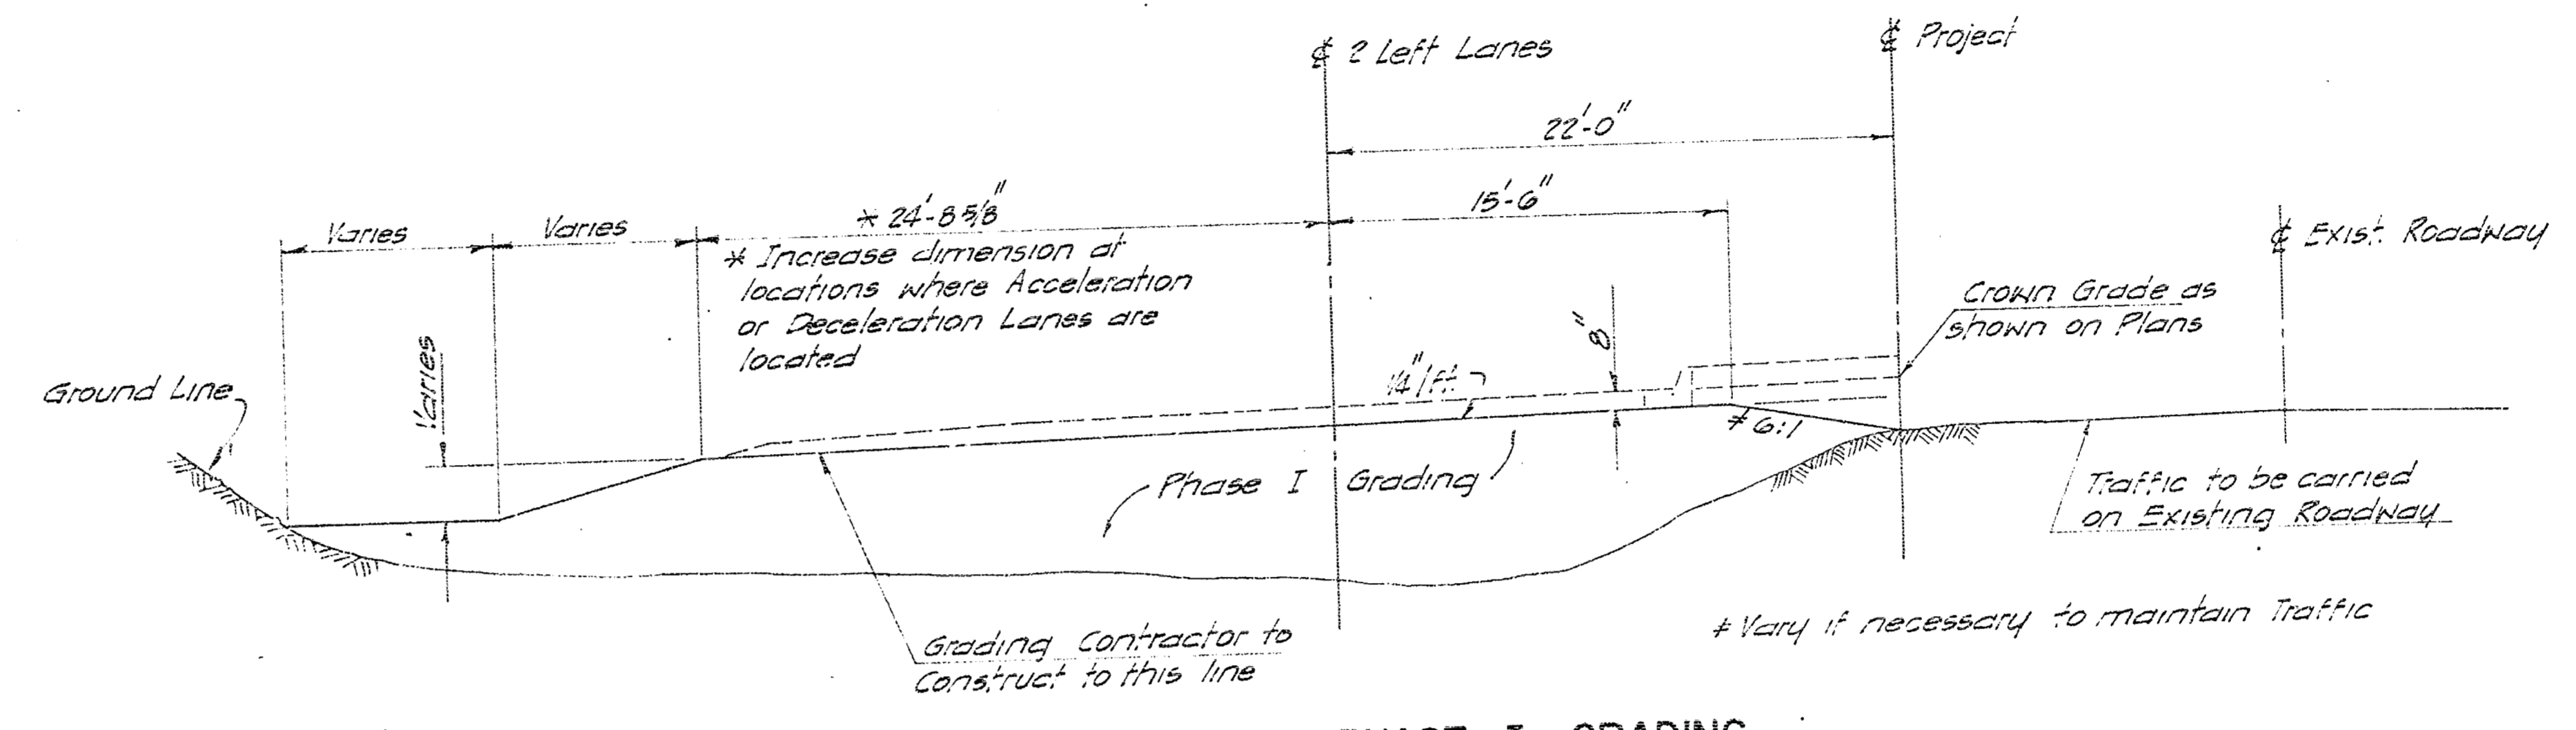 ℄ 2 Left Lanes
℄ Project
22'-0"
15'-6"
* 24'-8 5/8"
Varies
Varies
* Increase dimension at
locations where Acceleration
or Deceleration Lanes are
located
℄ Exist. Roadway
Crown Grade as
shown on Plans
8"
1/4"/ft.
Varies
Ground Line
# 6:1
Phase I Grading
Traffic to be carried
on Existing Roadway
# Vary if necessary to maintain Traffic
Grading Contractor to
Construct to this line
PHASE I GRADING